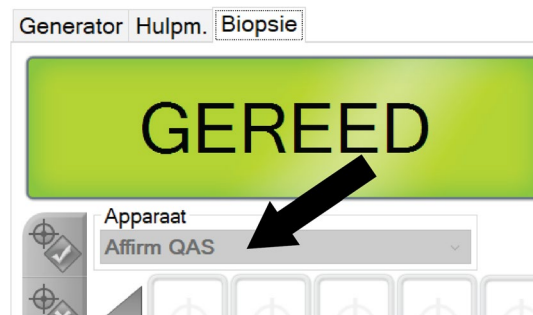 Generator Hulpm. Biopsie
GEREED
Apparaat
Affirm QAS